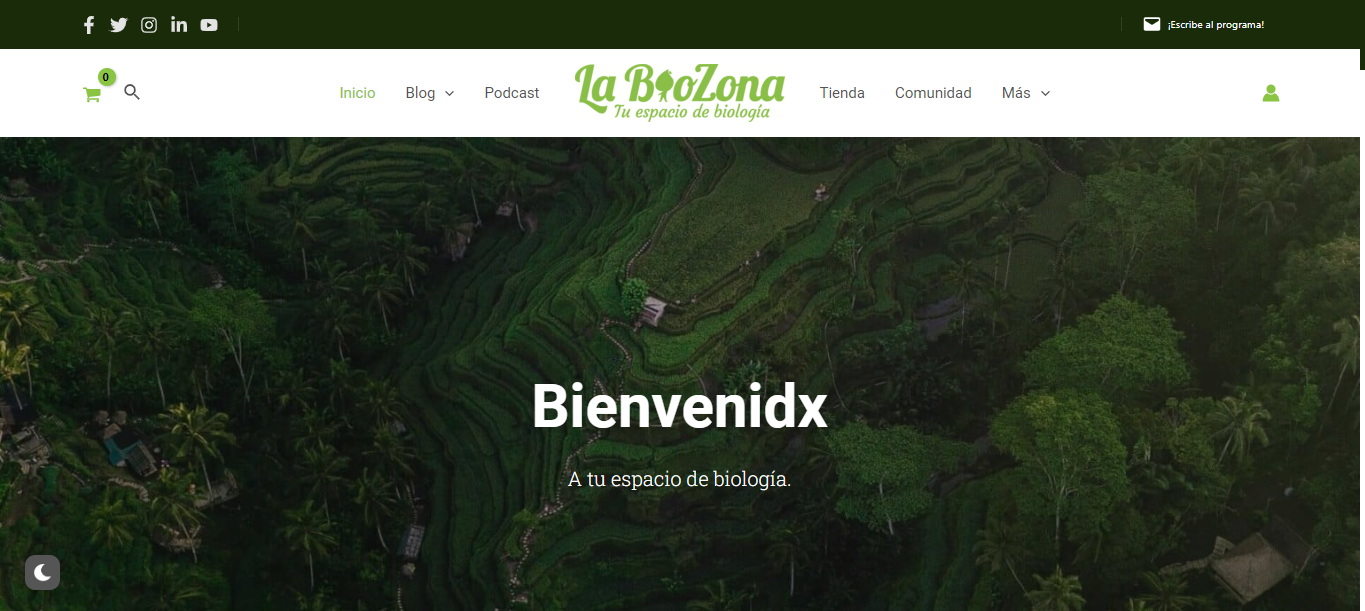 ¡Escribe al programa!
0
Inicio
Blog
Podcast
La BioZona
Tu espacio de biología
Tienda
Comunidad
Más
Bienvenidx
A tu espacio de biología.